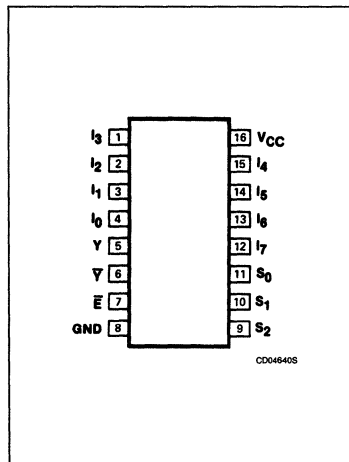 I3 1 16 VCC
I2 2 15 I4
I1 3 14 I5
I0 4 13 I6
Y 5 12 I7
Y̅ 6 11 S0
E̅ 7 10 S1
GND 8 9 S2
CD04640S